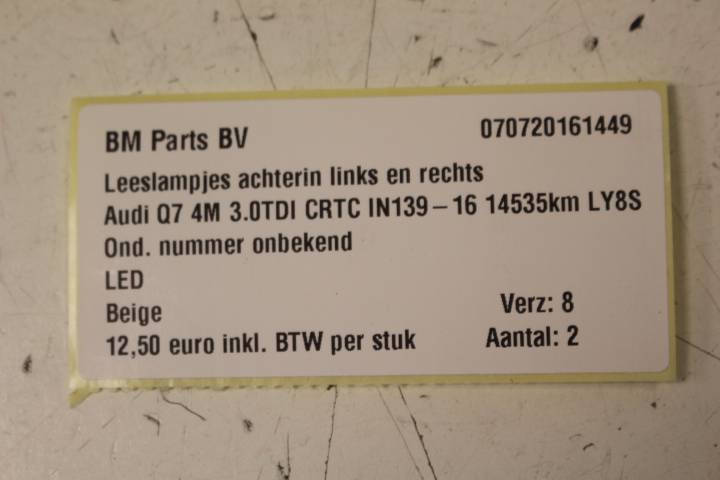 BM Parts BV 070720161449
Leeslampjes achterin links en rechts
Audi Q7 4M 3.0TDI CRTC IN139-16 14535km LY8S
Ond. nummer onbekend
LED
Beige Verz: 8
12,50 euro inkl. BTW per stuk Aantal: 2